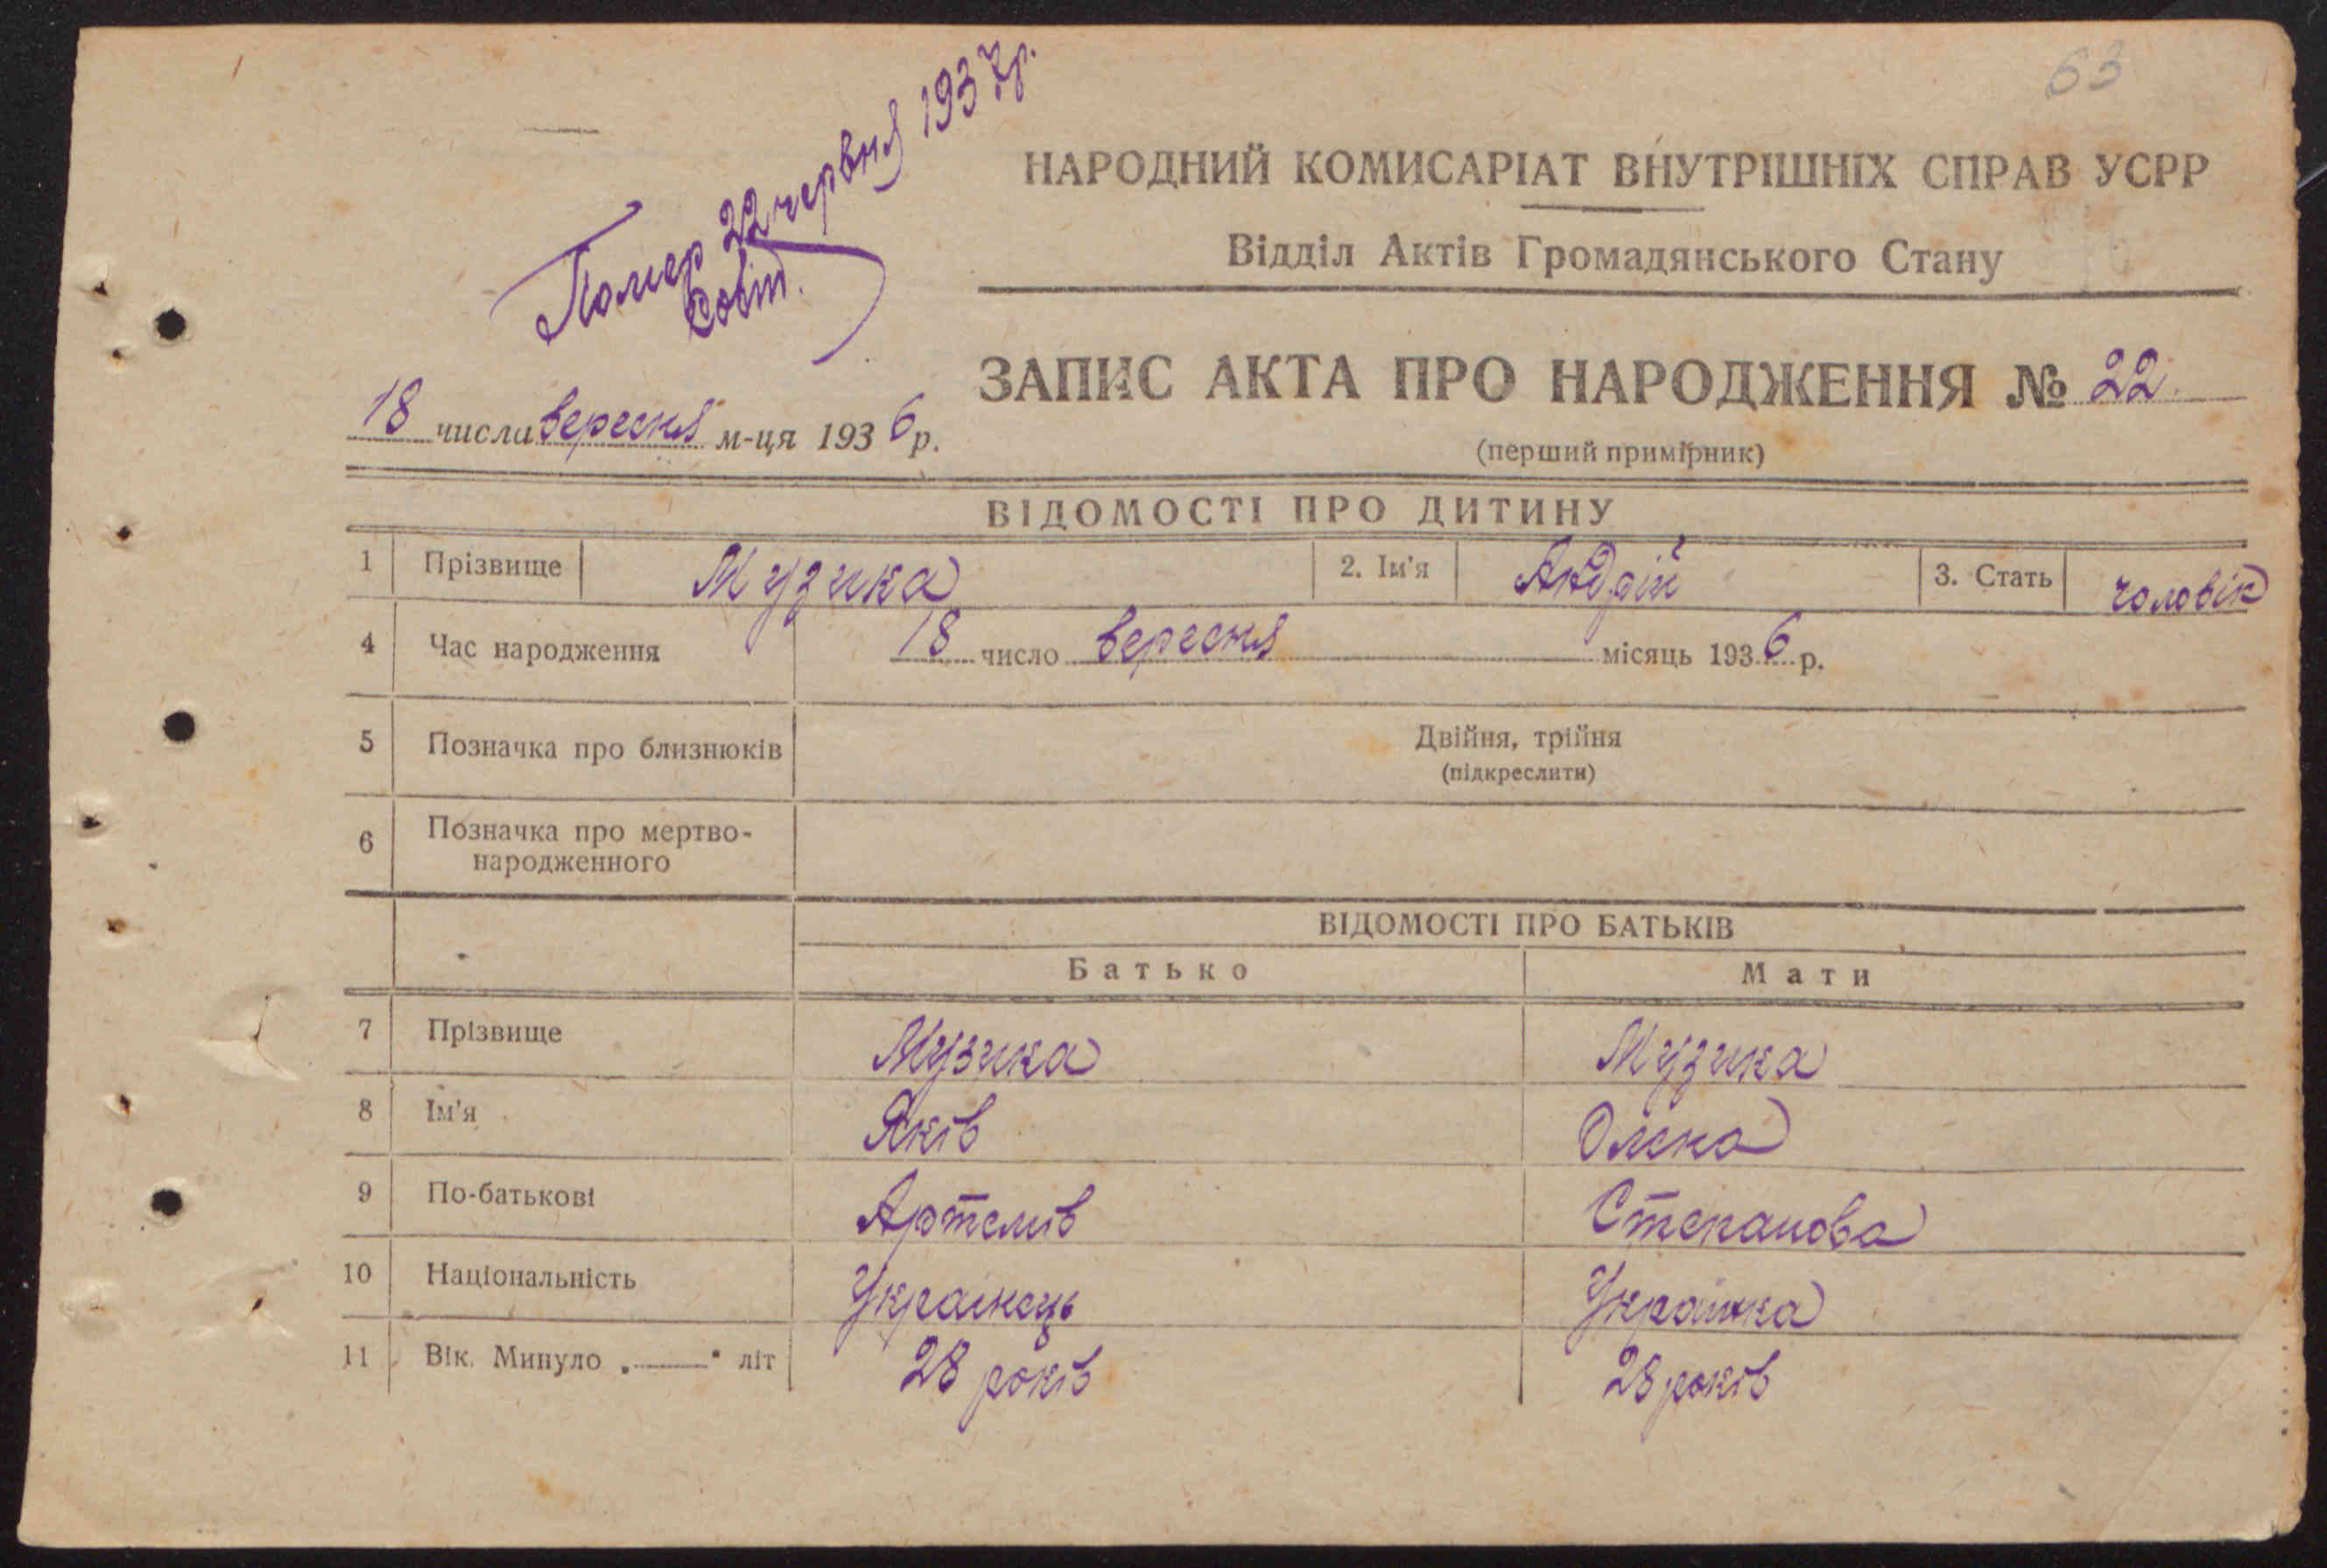 63
Помер 22 червня 1937р.
НАРОДНИЙ КОМИСАРІАТ ВНУТРІШНІХ СПРАВ УСРР
Відділ Актів Громадянського Стану
ЗАПИС АКТА ПРО НАРОДЖЕННЯ № 22.
18 числа вересня м-ця 1936 р.
(перший примірник)
ВІДОМОСТІ ПРО ДИТИНУ
1 Прізвище Музика 2. Ім'я Андрій 3. Стать чоловік
4 Час народження 18 число вересня місяць 1936 р.
5 Позначка про близнюків Двійня, трійня
(підкреслити)
6 Позначка про мертво-
народженного
ВІДОМОСТІ ПРО БАТЬКІВ
Батько Мати
7 Прізвище Музика Музика
8 Ім'я Яків Олена
9 По-батькові Артемів Степанова
10 Національність Українець Українка
11 Вік. Минуло „——" літ 28 років 28 років